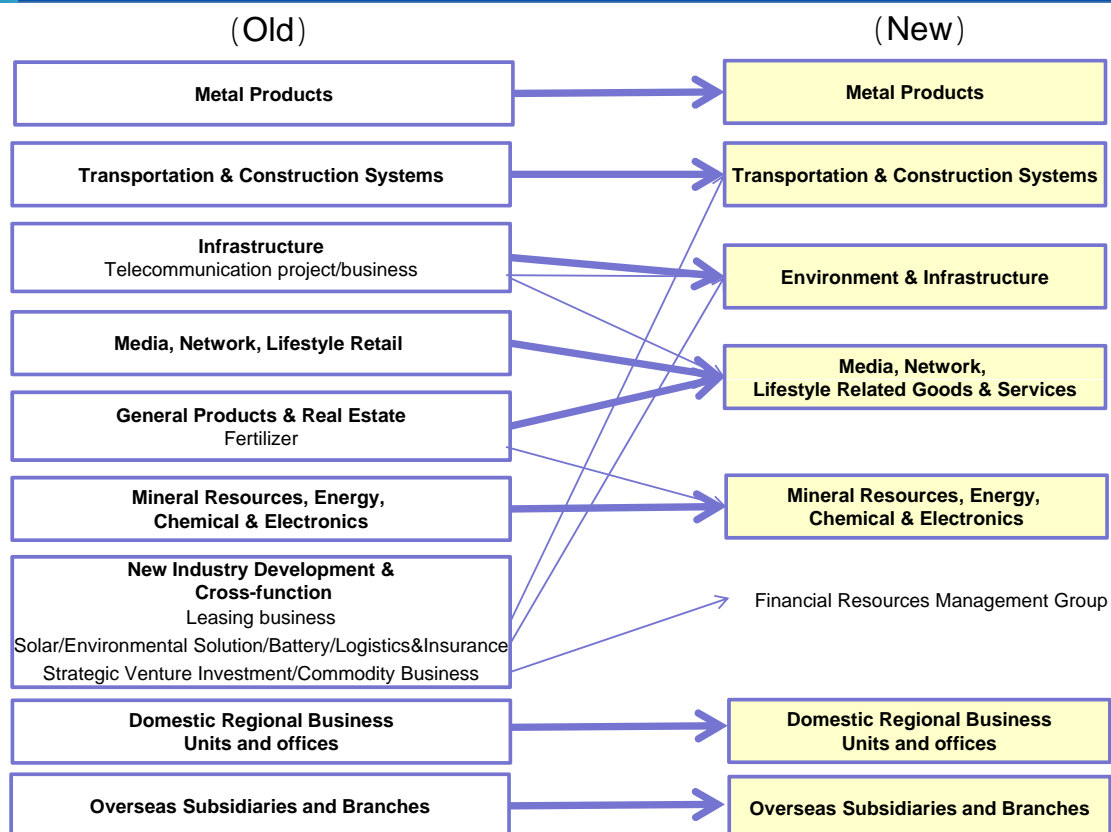 (Old)
(New)
Metal Products
Metal Products
Transportation & Construction Systems
Transportation & Construction Systems
Infrastructure
Telecommunication project/business
Environment & Infrastructure
Media, Network, Lifestyle Retail
Media, Network,
Lifestyle Related Goods & Services
General Products & Real Estate
Fertilizer
Mineral Resources, Energy,
Chemical & Electronics
Mineral Resources, Energy,
Chemical & Electronics
New Industry Development &
Cross-function
Leasing business
Solar/Environmental Solution/Battery/Logistics&Insurance
Strategic Venture Investment/Commodity Business
Financial Resources Management Group
Domestic Regional Business
Units and offices
Domestic Regional Business
Units and offices
Overseas Subsidiaries and Branches
Overseas Subsidiaries and Branches